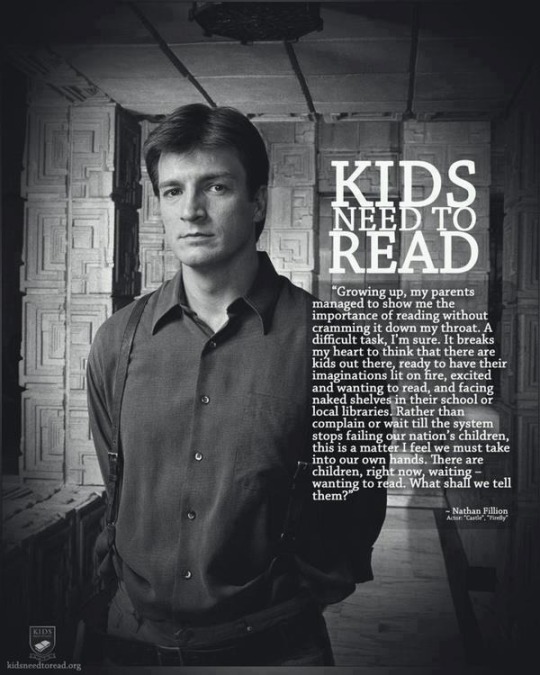 KIDS
NEED TO
READ
“Growing up, my parents
managed to show me the
importance of reading without
cramming it down my throat. A
difficult task, I’m sure. It breaks
my heart to think that there are
kids out there, ready to have their
imaginations lit on fire, excited
and wanting to read, and facing
naked shelves in their school or
local libraries. Rather than
complain or wait till the system
stops failing our nation’s children,
this is a matter I feel we must take
into our own hands. There are
children, right now, waiting –
wanting to read. What shall we tell
them?”
– Nathan Fillion
Actor: “Castle”, “Firefly”
KIDS
kidsneedtoread.org